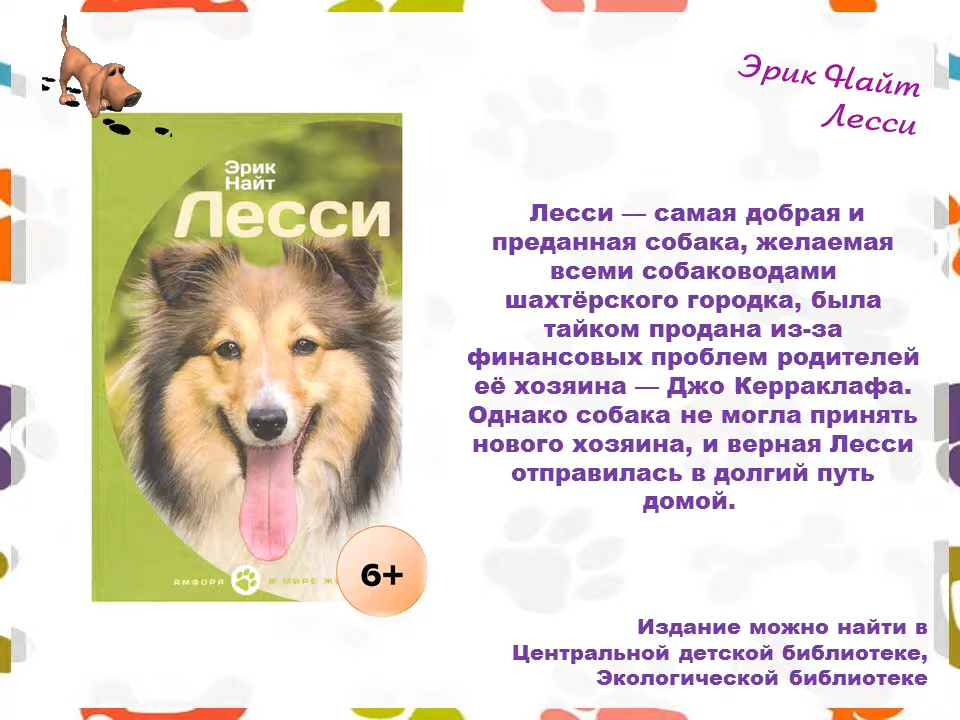 Эрик Найт
Лесси
Эрик
Найт
Лесси
Лесси — самая добрая и
преданная собака, желаемая
всеми собаководами
шахтёрского городка, была
тайком продана из-за
финансовых проблем родителей
её хозяина — Джо Керраклафа.
Однако собака не могла принять
нового хозяина, и верная Лесси
отправилась в долгий путь
домой.
АМФОРА В МИРЕ
6+
Издание можно найти в
Центральной детской библиотеке,
Экологической библиотеке